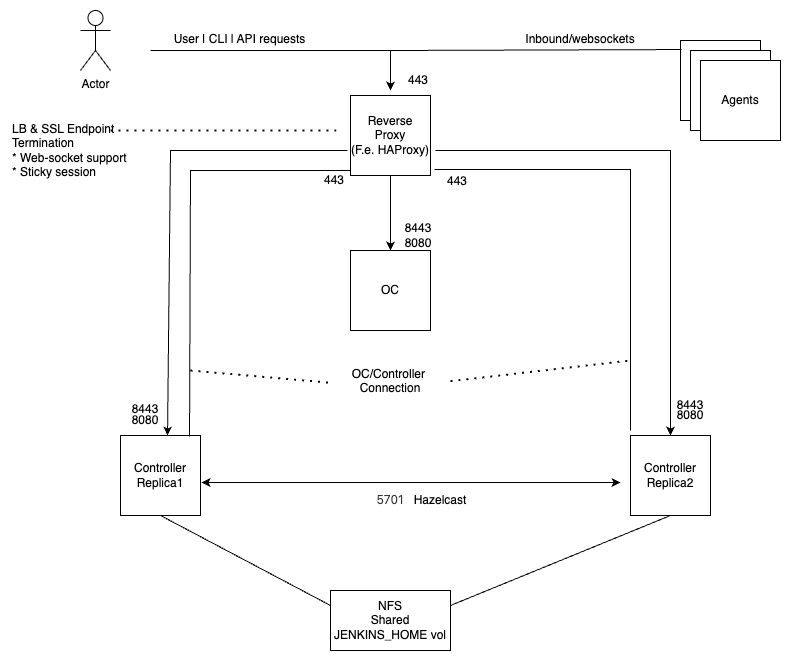 User | CLI | API requests
Inbound/websockets
Actor
443
Agents
Reverse
Proxy
(F.e. HAProxy)
LB & SSL Endpoint
Termination
* Web-socket support
* Sticky session
443
443
8443
8080
OC
OC/Controller
Connection
8443
8080
8443
8080
Controller
Replica1
Controller
Replica2
5701 Hazelcast
NFS
Shared
JENKINS_HOME vol